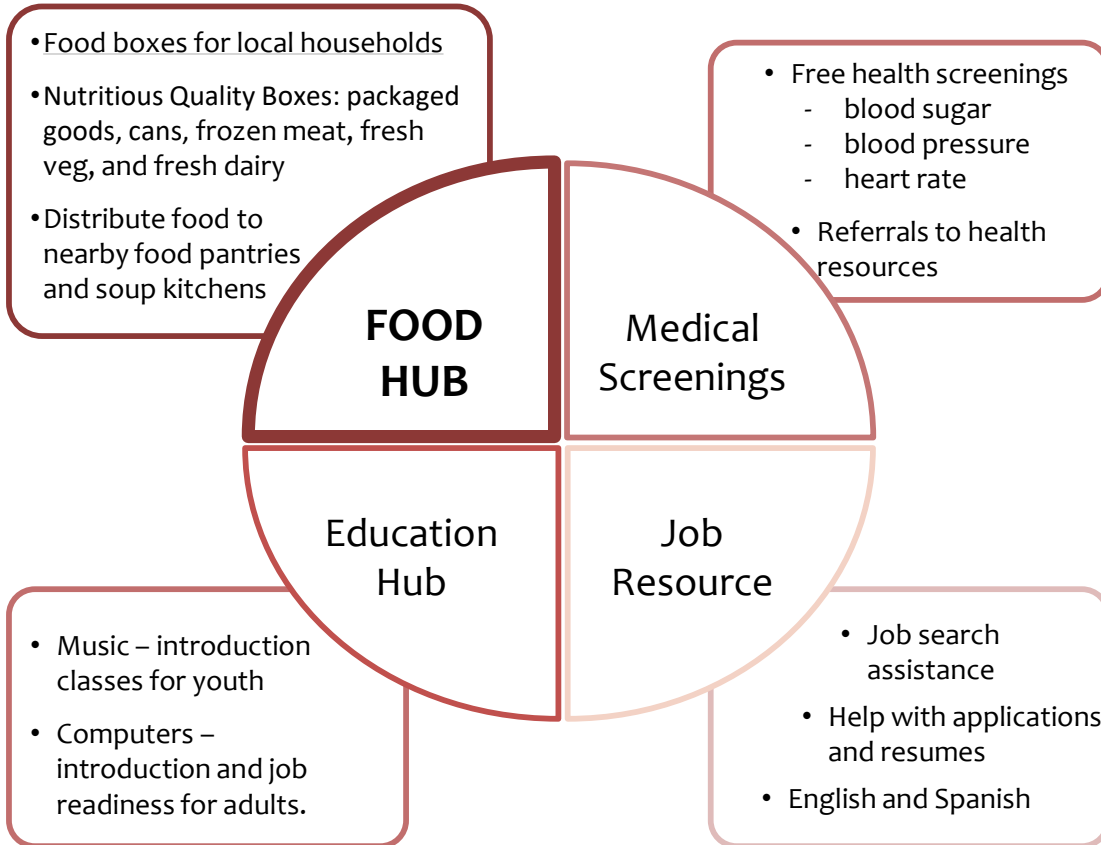 • Food boxes for local households
• Nutritious Quality Boxes: packaged
goods, cans, frozen meat, fresh
veg, and fresh dairy
• Distribute food to
nearby food pantries
and soup kitchens
• Free health screenings
- blood sugar
- blood pressure
- heart rate
• Referrals to health
resources
FOOD
HUB
Medical
Screenings
Education
Hub
Job
Resource
• Music – introduction
classes for youth
• Computers –
introduction and job
readiness for adults.
• Job search
assistance
• Help with applications
and resumes
• English and Spanish